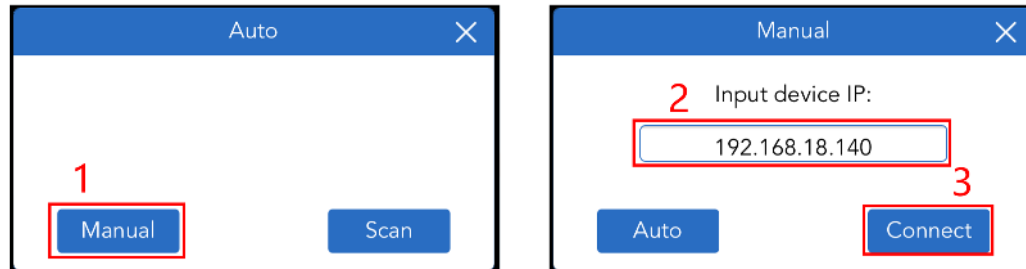 Auto
1
Manual
Scan
Manual
2
Input device IP:
192.168.18.140
3
Auto
Connect